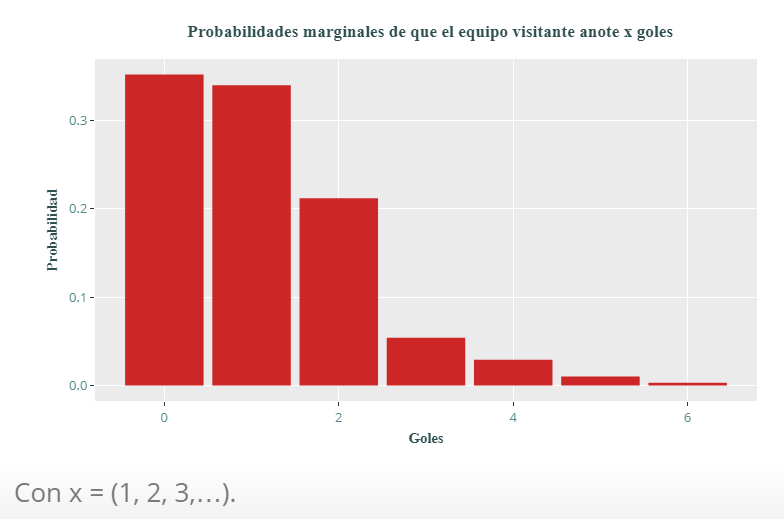 Probabilidades marginales de que el equipo visitante anote x goles
Probabilidad
0.3
0.2
0.1
0.0
0 2 4 6
Goles
Con x = (1, 2, 3,...).